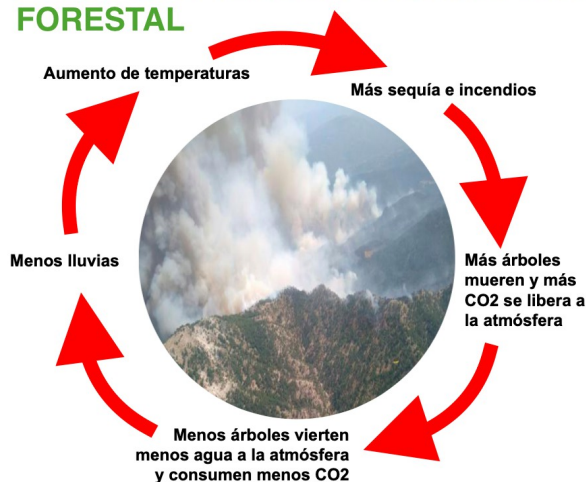 FORESTAL
Aumento de temperaturas
Más sequía e incendios
Más árboles
mueren y más
CO2 se libera a
la atmósfera
Menos árboles vierten
menos agua a la atmósfera
y consumen menos CO2
Menos lluvias